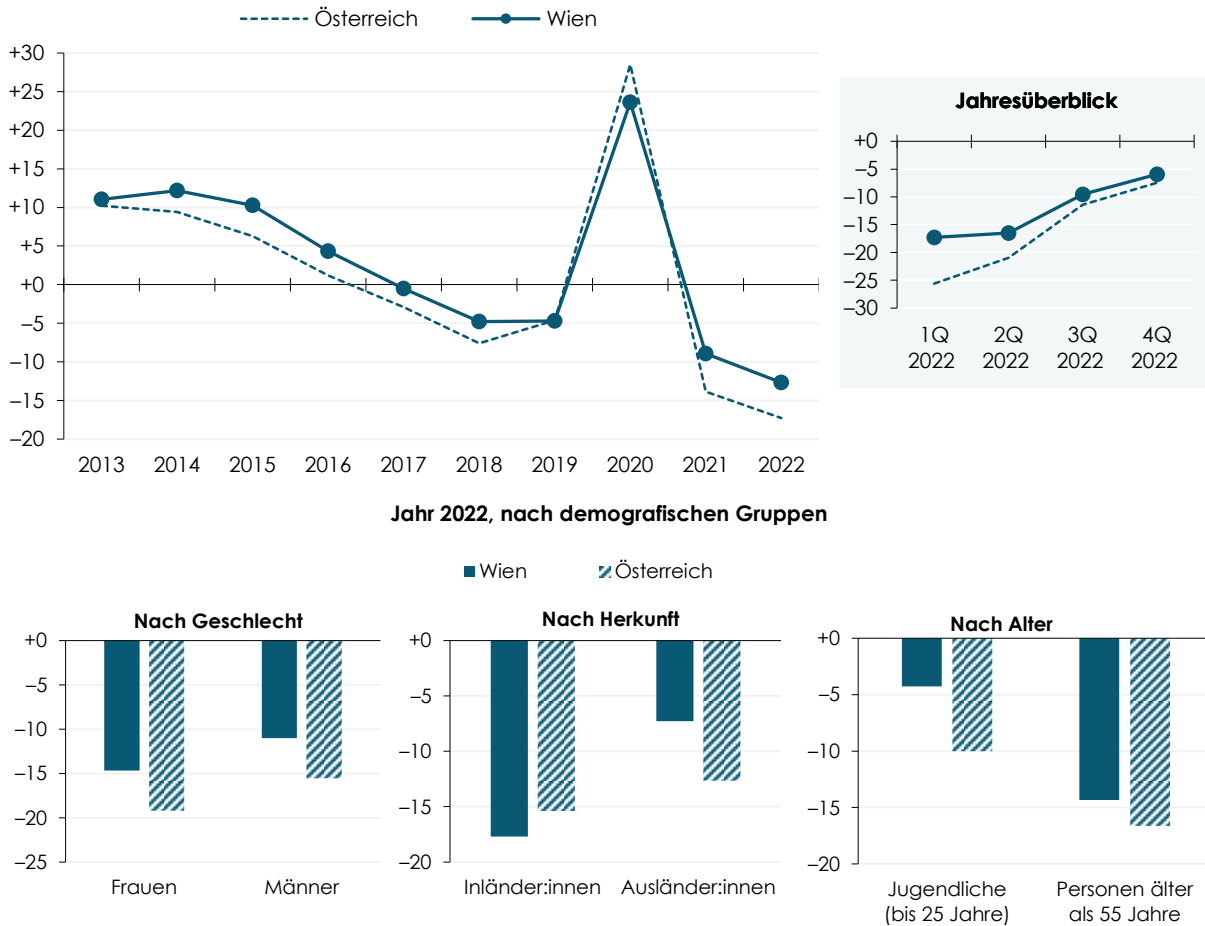 Österreich Wien
+30
+25
+20
+15
+10
+5
+0
−5
−10
−15
−20
2013 2014 2015 2016 2017 2018 2019 2020 2021 2022
Jahresüberblick
+0
−5
−10
−15
−20
−25
−30
1Q 2Q 3Q 4Q
2022 2022 2022 2022
Jahr 2022, nach demografischen Gruppen
Wien Österreich
Nach Geschlecht
+0
−5
−10
−15
−20
−25
Frauen Männer
Nach Herkunft
+0
−5
−10
−15
−20
Inländer:innen Ausländer:innen
Nach Alter
+0
−5
−10
−15
−20
Jugendliche Personen älter
(bis 25 Jahre) als 55 Jahre